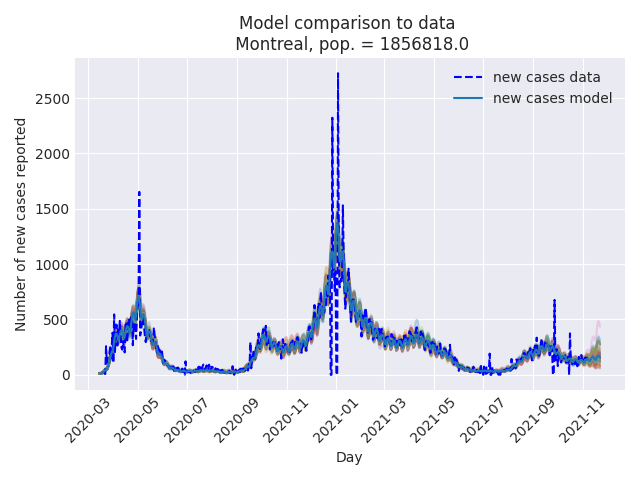 Model comparison to data
Montreal, pop. = 1856818.0
new cases data
new cases model
Number of new cases reported
2500
2000
1500
1000
500
0
2020-03
2020-05
2020-07
2020-09
2020-11
2021-01
2021-03
2021-05
2021-07
2021-09
2021-11
Day